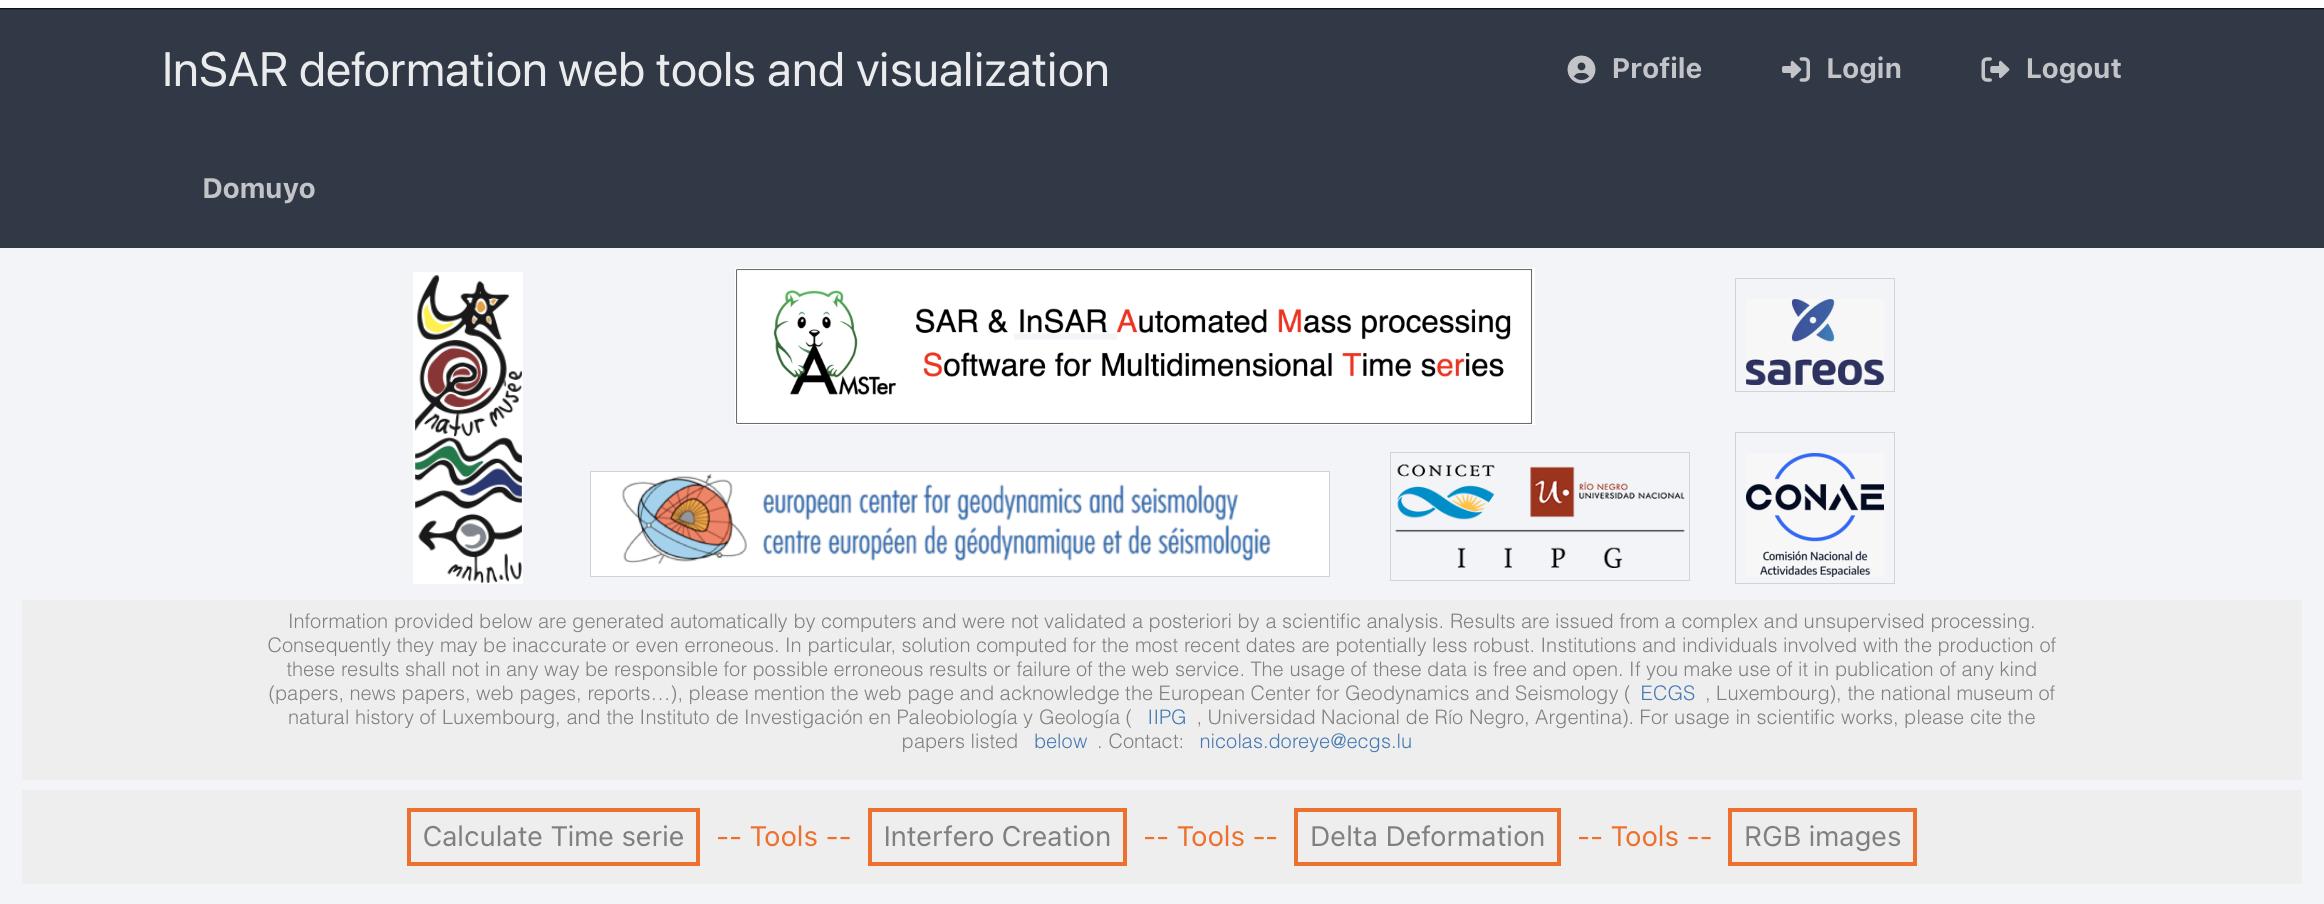 InSAR deformation web tools and visualization
Profile
Login
Logout
Domuyo
natur musée
mnhn.lu
AMSTer
SAR & InSAR Automated Mass processing
Software for Multidimensional Time series
sareos
european center for geodynamics and seismology
centre européen de géodynamique et de séismologie
CONICET
U.
RÍO NEGRO
UNIVERSIDAD NACIONAL
I I P G
CONAE
Comisión Nacional de
Actividades Espaciales
Information provided below are generated automatically by computers and were not validated a posteriori by a scientific analysis. Results are issued from a complex and unsupervised processing.
Consequently they may be inaccurate or even erroneous. In particular, solution computed for the most recent dates are potentially less robust. Institutions and individuals involved with the production of
these results shall not in any way be responsible for possible erroneous results or failure of the web service. The usage of these data is free and open. If you make use of it in publication of any kind
(papers, news papers, web pages, reports...), please mention the web page and acknowledge the European Center for Geodynamics and Seismology ( ECGS , Luxembourg), the national museum of
natural history of Luxembourg, and the Instituto de Investigación en Paleobiología y Geología ( IIPG , Universidad Nacional de Río Negro, Argentina). For usage in scientific works, please cite the
papers listed below . Contact: nicolas.doreye@ecgs.lu
Calculate Time serie -- Tools -- Interfero Creation -- Tools -- Delta Deformation -- Tools -- RGB images